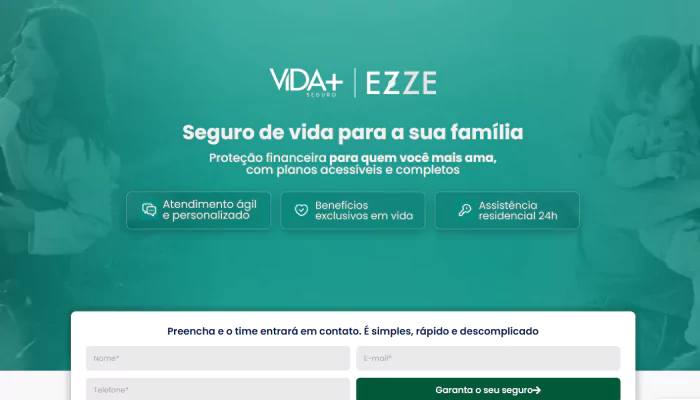 VIDA+ SEGURO | EZZE
Seguro de vida para a sua família
Proteção financeira para quem você mais ama,
com planos acessíveis e completos
Atendimento ágil
e personalizado
Benefícios
exclusivos em vida
Assistência
residencial 24h
Preencha e o time entrará em contato. É simples, rápido e descomplicado
Nome*
E-mail*
Telefone*
Garanta o seu seguro→